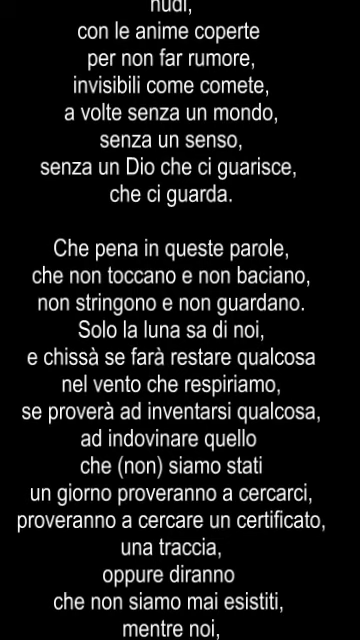 nudi,
con le anime coperte
per non far rumore,
invisibili come comete,
a volte senza un mondo,
senza un senso,
senza un Dio che ci guarisce,
che ci guarda.
Che pena in queste parole,
che non toccano e non baciano,
non stringono e non guardano.
Solo la luna sa di noi,
e chissà se farà restare qualcosa
nel vento che respiriamo,
se proverà ad inventarsi qualcosa,
ad indovinare quello
che (non) siamo stati
un giorno proveranno a cercarci,
proveranno a cercare un certificato,
una traccia,
oppure diranno
che non siamo mai esistiti,
mentre noi,